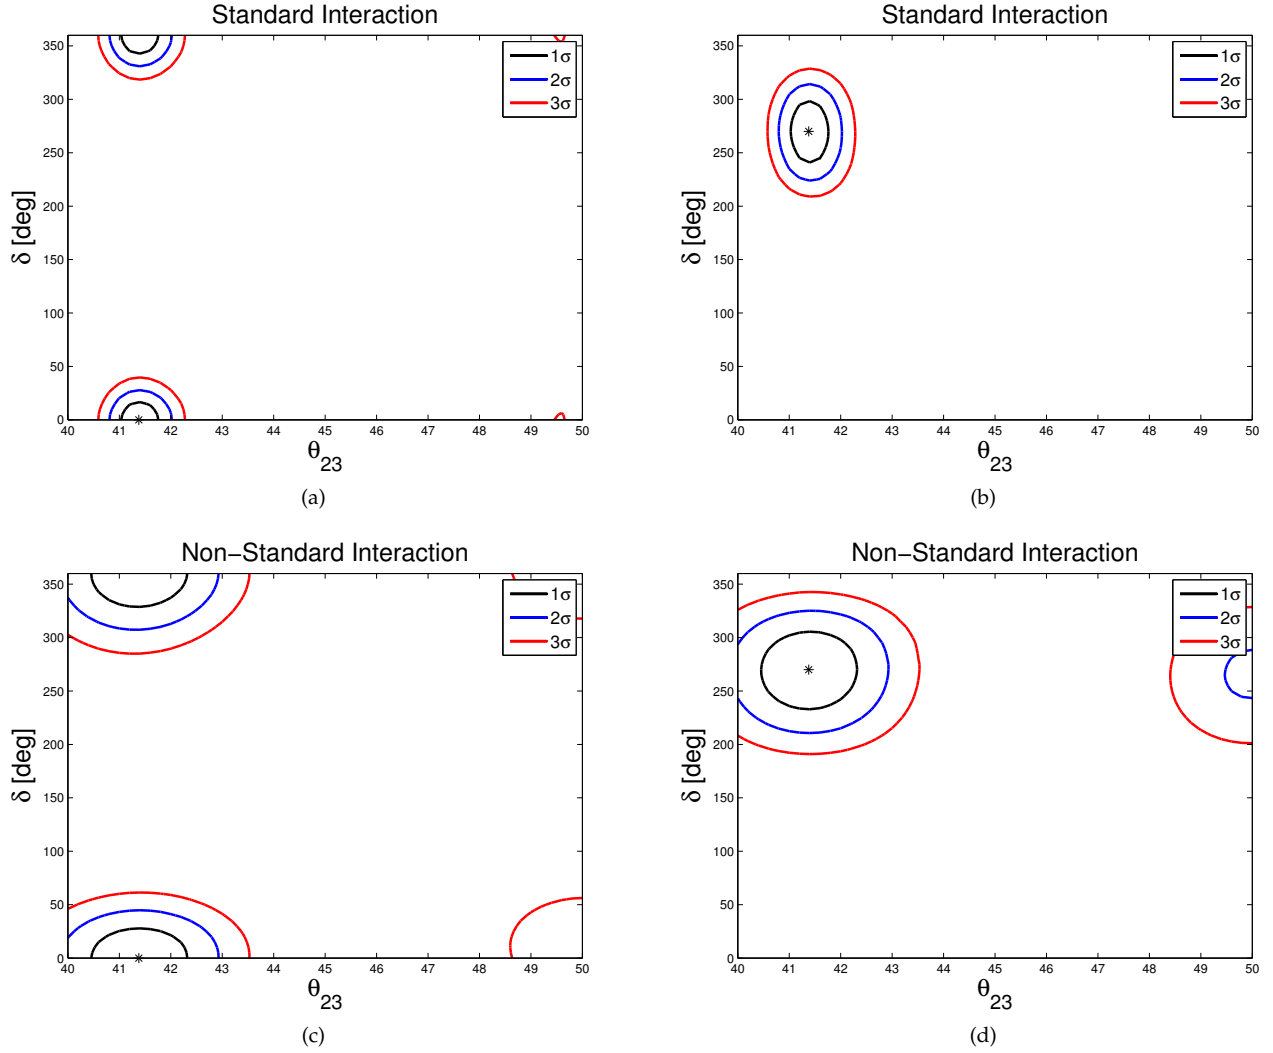 Standard Interaction
360
300
250
200
150
100
50
0
δ [deg]
1σ
2σ
3σ
40 41 42 43 44 45 46 47 48 49 50
θ23
(a)
Standard Interaction
350
300
250
200
150
100
50
0
δ [deg]
1σ
2σ
3σ
40 41 42 43 44 45 46 47 48 49 50
θ23
(b)
Non−Standard Interaction
350
300
250
200
150
100
50
0
δ [deg]
1σ
2σ
3σ
40 41 42 43 44 45 46 47 48 49 50
θ23
(c)
Non−Standard Interaction
350
300
250
200
150
100
50
0
δ [deg]
1σ
2σ
3σ
40 41 42 43 44 45 46 47 48 49 50
θ23
(d)